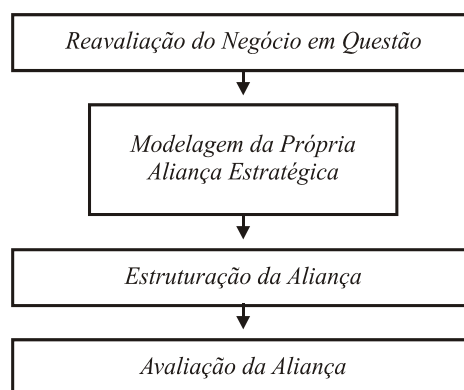 Reavaliação do Negócio em Questão
Modelagem da Própria
Aliança Estratégica
Estruturação da Aliança
Avaliação da Aliança